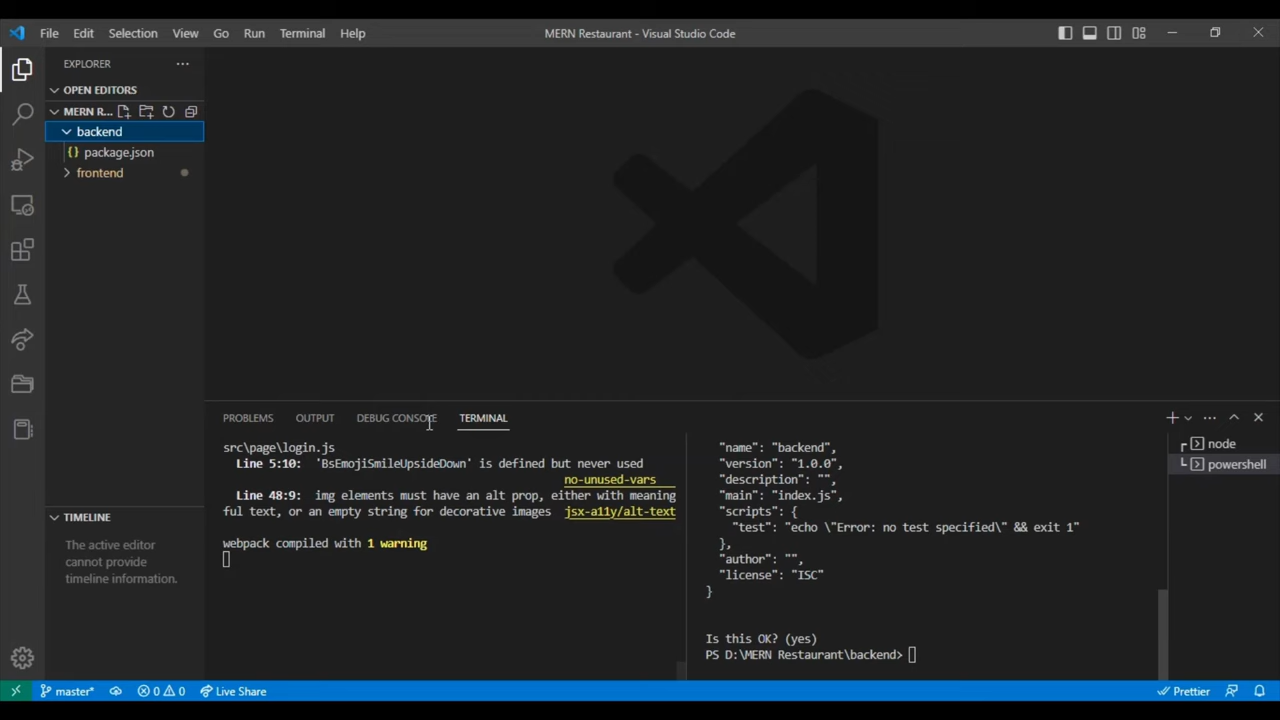 File Edit Selection View Go Run Terminal Help
MERN Restaurant - Visual Studio Code
EXPLORER
OPEN EDITORS
MERN R...
backend
{} package.json
frontend
TIMELINE
The active editor
cannot provide
timeline information.
PROBLEMS OUTPUT DEBUG CONSOLE TERMINAL
src\page\login.js
Line 5:10: 'BsEmojiSmileUpsideDown' is defined but never used
no-unused-vars
Line 48:9: img elements must have an alt prop, either with meaning
ful text, or an empty string for decorative images jsx-a11y/alt-text
webpack compiled with 1 warning
"name": "backend",
"version": "1.0.0",
"description": "",
"main": "index.js",
"scripts": {
"test": "echo \"Error: no test specified\" && exit 1"
},
"author": "",
"license": "ISC"
}
Is this OK? (yes)
PS D:\MERN Restaurant\backend>
node
powershell
master* 0 0 Live Share
Prettier